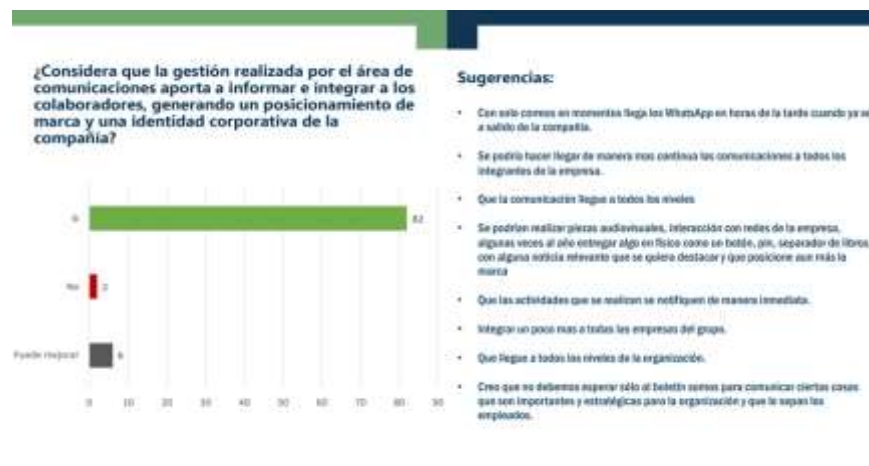 ¿Considera que la gestión realizada por el área de
comunicaciones aporta a informar e integrar a los
colaboradores, generando un posicionamiento de
marca y una identidad corporativa de la
compañía?
Si
82
No
2
Puede mejorar
6
0 10 20 30 40 50 60 70 80 90
Sugerencias:
• Con solo correos en momentos llega los WhatsApp en horas de la tarde cuando ya se
a salido de la compañía.
• Se podría hacer llegar de manera mas continua las comunicaciones a todos los
integrantes de la empresa.
• Que la comunicación llegue a todos los niveles
• Se podrían realizar piezas audiovisuales, interacción con redes de la empresa,
algunas veces al año entregar algo en físico como un botón, pin, separador de libros,
con alguna noticia relevante que se quiera destacar y que posicione aun más la
marca
• Que las actividades que se realizan se notifiquen de manera inmediata.
• Integrar un poco mas a todas las empresas del grupo.
• Que llegue a todos los niveles de la organización.
• Creo que no debemos esperar sólo al boletín somos para comunicar ciertas cosas
que son importantes y estratégicas para la organización y que lo sepan los
empleados.